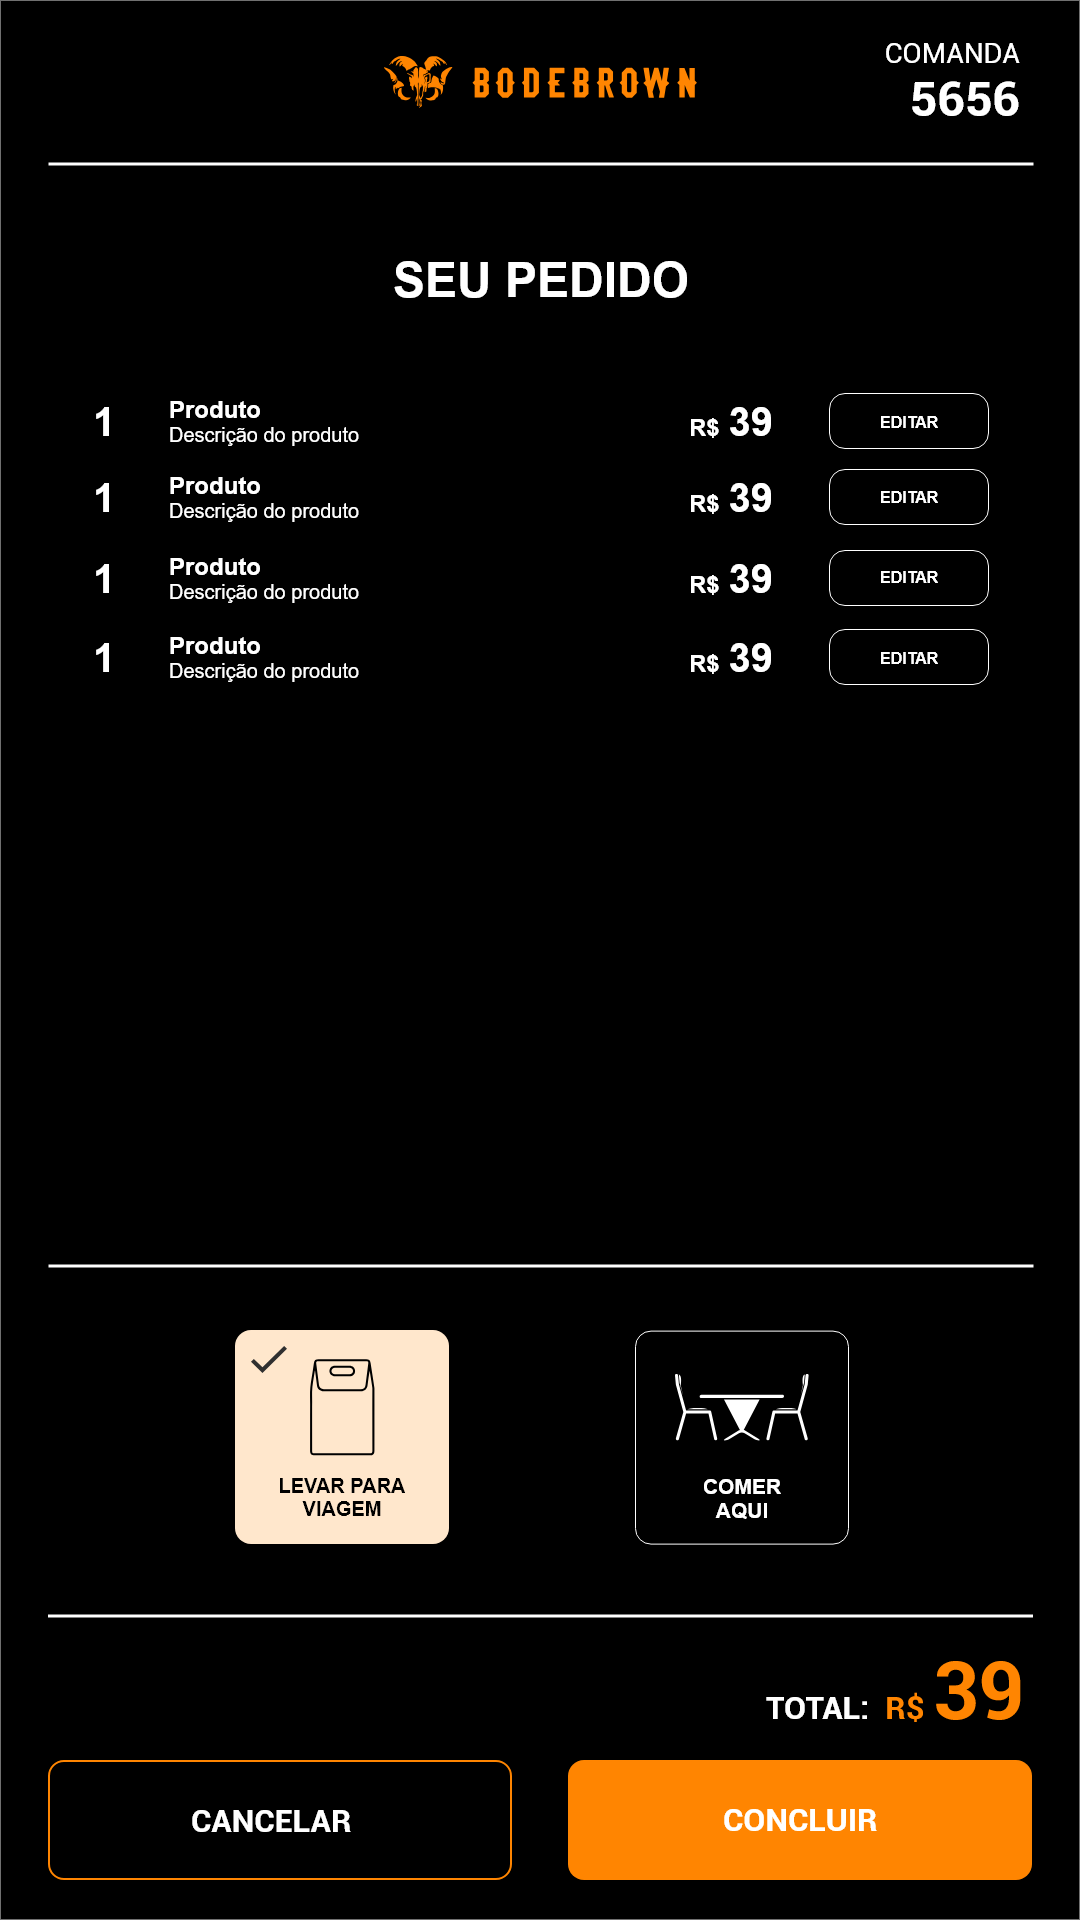 BODEBROWN
COMANDA
5656
SEU PEDIDO
1 Produto R$ 39 EDITAR
Descrição do produto
1 Produto R$ 39 EDITAR
Descrição do produto
1 Produto R$ 39 EDITAR
Descrição do produto
1 Produto R$ 39 EDITAR
Descrição do produto
LEVAR PARA
VIAGEM
COMER
AQUI
TOTAL: R$ 39
CANCELAR
CONCLUIR